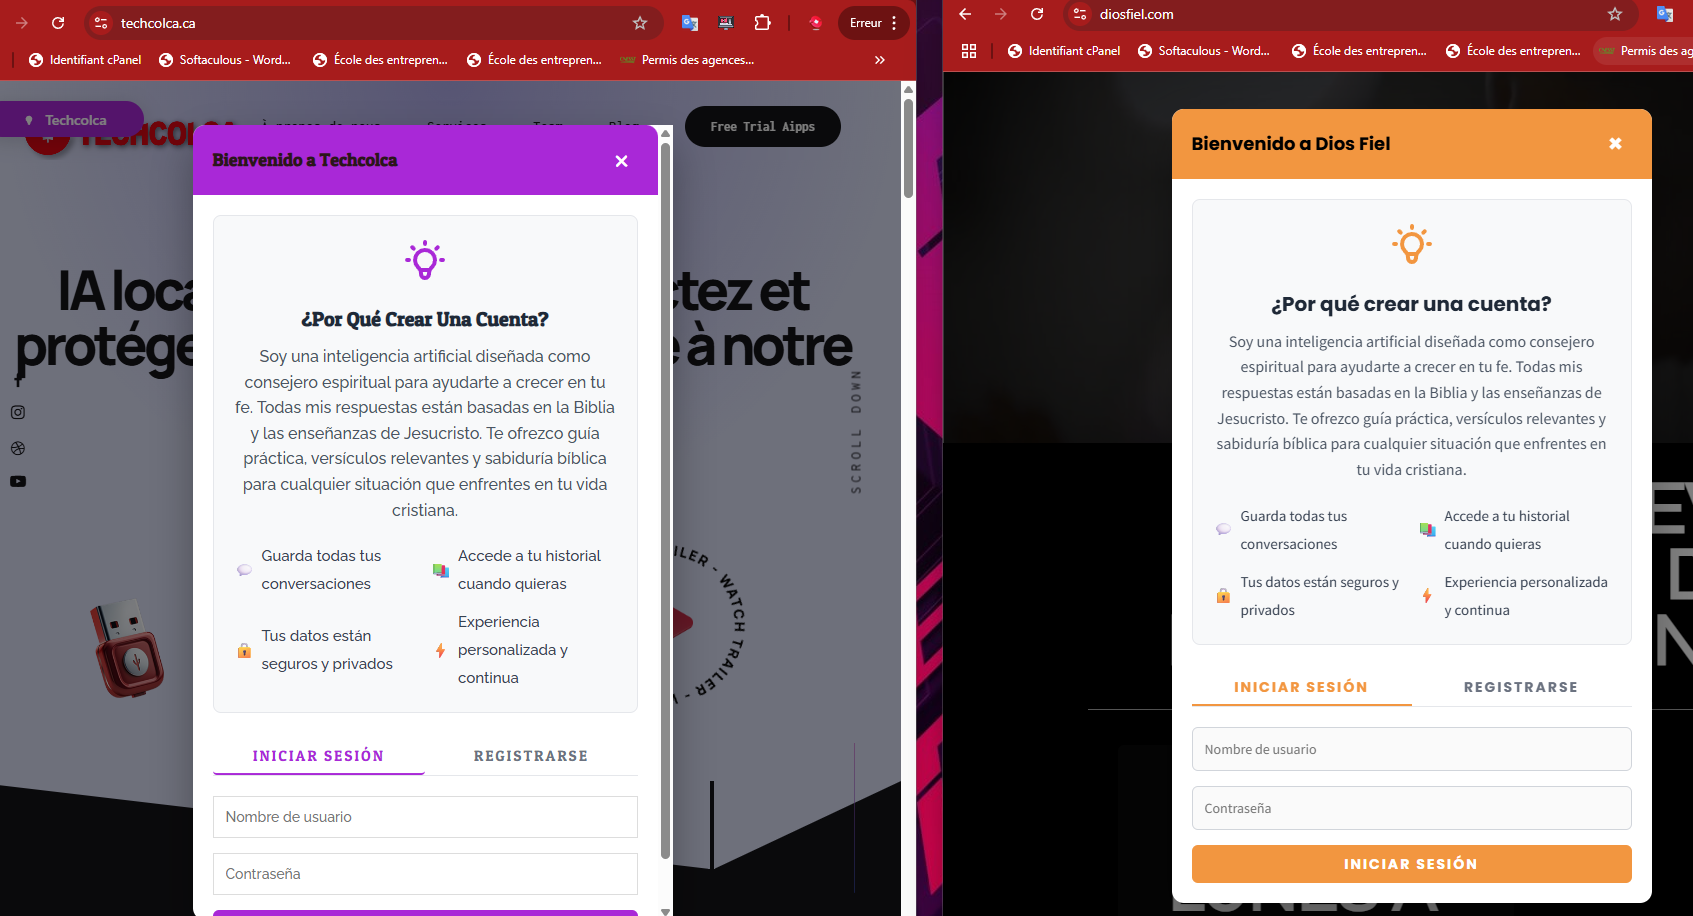 techcolca.ca
Erreur
Identifiant cPanel
Softaculous - Word...
École des entrepren...
École des entrepren...
Permis des agences...
»
Techcolca
À propos de nous
Services
Team
Blog
Free Trial Aipps
Bienvenido a Techcolca
¿Por Qué Crear Una Cuenta?
Soy una inteligencia artificial diseñada como
consejero espiritual para ayudarte a crecer en tu
fe. Todas mis respuestas están basadas en la Biblia
y las enseñanzas de Jesucristo. Te ofrezco guía
práctica, versículos relevantes y sabiduría bíblica
para cualquier situación que enfrentes en tu vida
cristiana.
Guarda todas tus
conversaciones
Accede a tu historial
cuando quieras
Tus datos están
seguros y privados
Experiencia
personalizada y
continua
INICIAR SESIÓN
REGISTRARSE
Nombre de usuario
Contraseña
IA loca
ctez et
protége
e à notre
SCROLL DOWN
ILER - WATCH TRAILER -
diosfiel.com
Identifiant cPanel
Softaculous - Word...
École des entrepren...
École des entrepren...
Permis des ag
Bienvenido a Dios Fiel
¿Por qué crear una cuenta?
Soy una inteligencia artificial diseñada como consejero
espiritual para ayudarte a crecer en tu fe. Todas mis
respuestas están basadas en la Biblia y las enseñanzas de
Jesucristo. Te ofrezco guía práctica, versículos relevantes y
sabiduría bíblica para cualquier situación que enfrentes en
tu vida cristiana.
Guarda todas tus
conversaciones
Accede a tu historial
cuando quieras
Tus datos están seguros y
privados
Experiencia personalizada
y continua
INICIAR SESIÓN
REGISTRARSE
Nombre de usuario
Contraseña
INICIAR SESIÓN